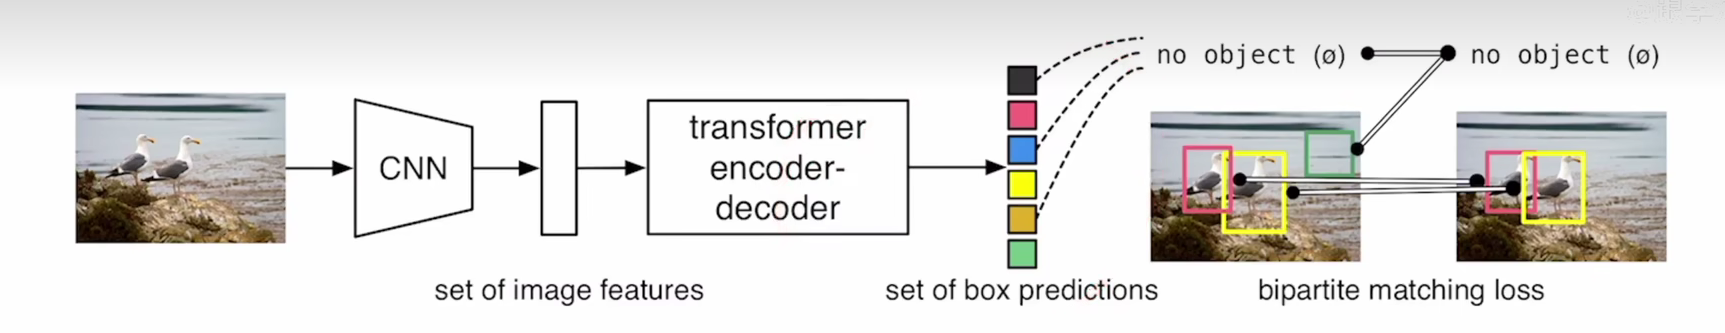 no object (ø)
no object (ø)
CNN
transformer
encoder-
decoder
set of image features
set of box predictions
bipartite matching loss